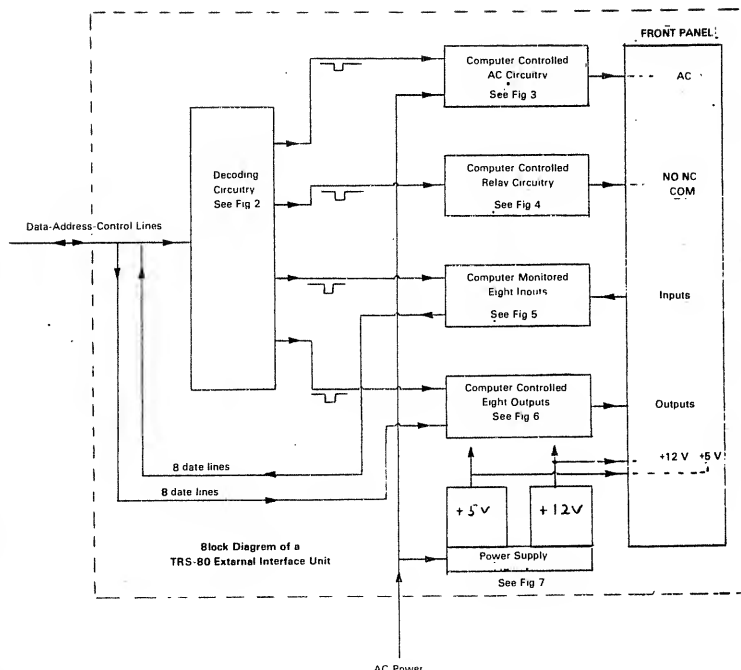 FRONT PANEL
Computer Controlled
AC Circuitry
See Fig 3
AC
Decoding
Circuitry
See Fig 2
Computer Controlled
Relay Circuitry
See Fig 4
NO NC
COM
Data-Address-Control Lines
Computer Monitored
Eight Inputs
See Fig 5
Inputs
Computer Controlled
Eight Outputs
See Fig 6
Outputs
+12 V +5 V
8 date lines
8 date lines
+5V
+12V
Block Diagrem of a
TRS-80 External Interface Unit
Power Supply
See Fig 7
AC Power